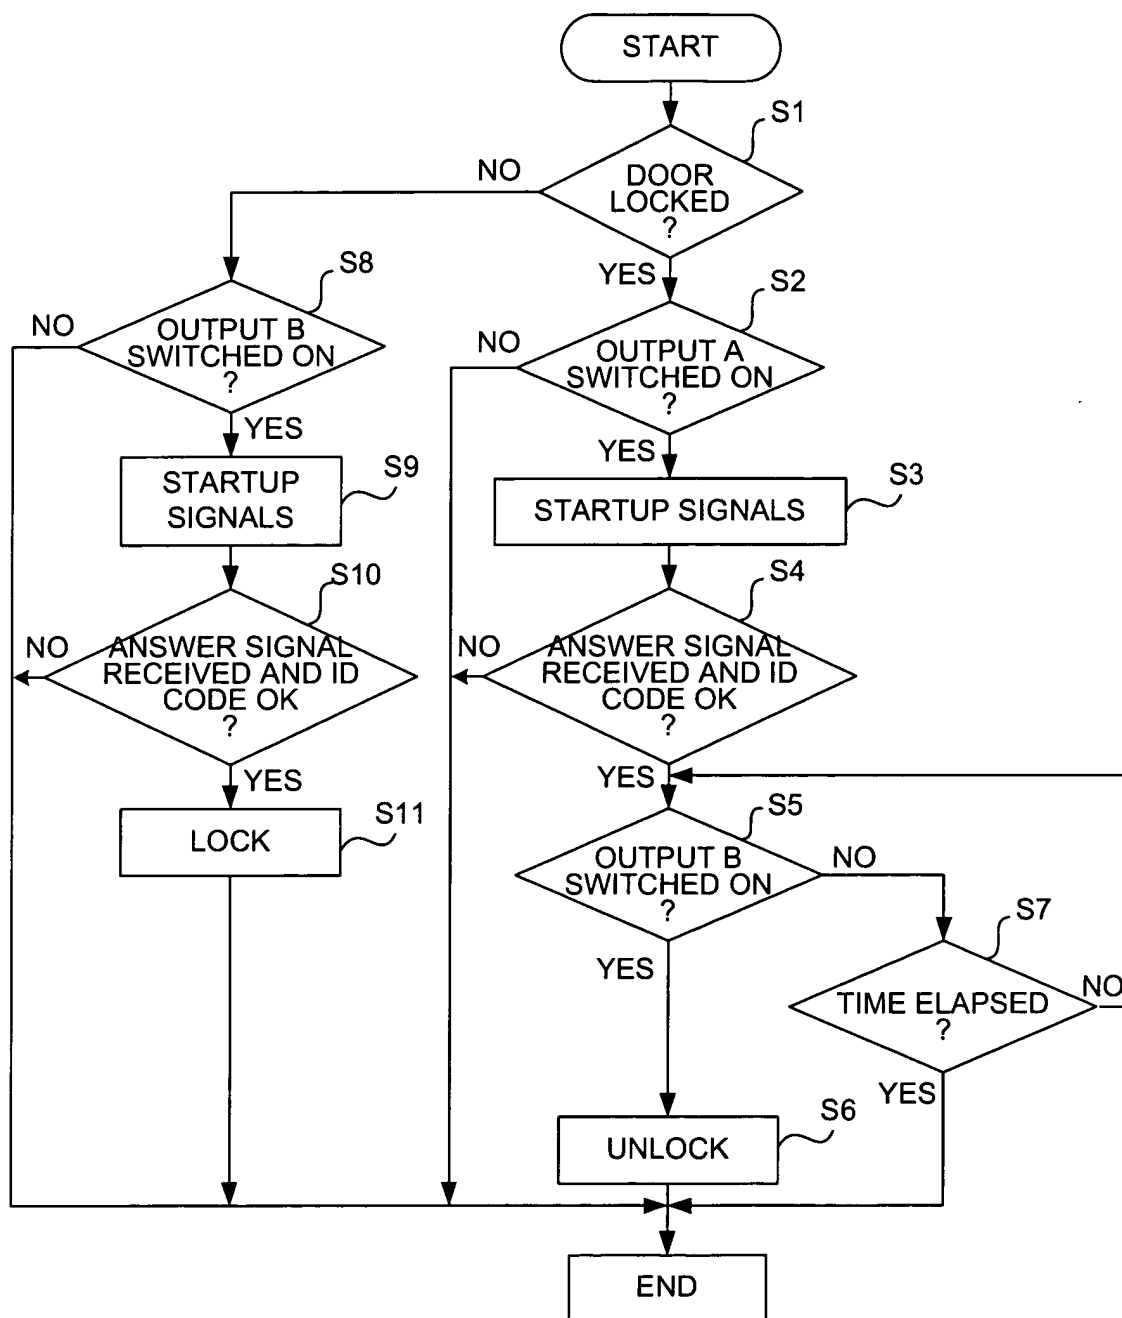 START
S1
NO
DOOR
LOCKED
?
YES
S8
S2
NO
OUTPUT B
SWITCHED ON
?
NO
OUTPUT A
SWITCHED ON
?
YES
YES
S9
STARTUP
SIGNALS
S3
STARTUP SIGNALS
S10
S4
NO
ANSWER SIGNAL
RECEIVED AND ID
CODE OK
?
NO
ANSWER SIGNAL
RECEIVED AND ID
CODE OK
?
YES
YES
S11
LOCK
S5
OUTPUT B
SWITCHED ON
?
NO
S7
YES
TIME ELAPSED
?
NO
YES
S6
UNLOCK
END